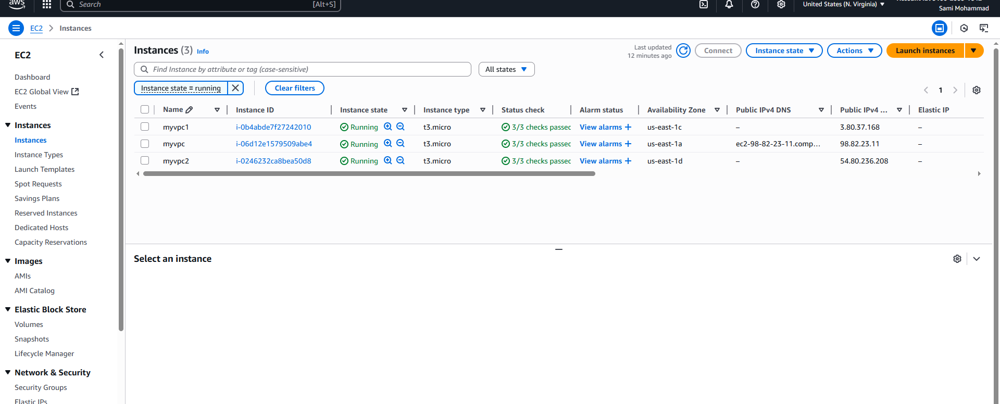 aws
Search [Alt+S]
United States (N. Virginia)
Sami Mohammad
EC2 Instances
EC2
Dashboard
EC2 Global View
Events
Instances
Instances
Instance Types
Launch Templates
Spot Requests
Savings Plans
Reserved Instances
Dedicated Hosts
Capacity Reservations
Images
AMIs
AMI Catalog
Elastic Block Store
Volumes
Snapshots
Lifecycle Manager
Network & Security
Security Groups
Elastic IPs
Instances (3) Info
Last updated
12 minutes ago
Connect Instance state Actions Launch instances
Find Instance by attribute or tag (case-sensitive) All states
Instance state = running Clear filters
1
Name Instance ID Instance state Instance type Status check Alarm status Availability Zone Public IPv4 DNS Public IPv4 ... Elastic IP
myvpc1 i-0b4abde7f27242010 Running t3.micro 3/3 checks passec View alarms + us-east-1c – 3.80.37.168 –
myvpc i-06d12e1579509abe4 Running t3.micro 3/3 checks passec View alarms + us-east-1a ec2-98-82-23-11.comp... 98.82.23.11 –
myvpc2 i-0246232ca8bea50d8 Running t3.micro 3/3 checks passec View alarms + us-east-1d – 54.80.236.208 –
Select an instance